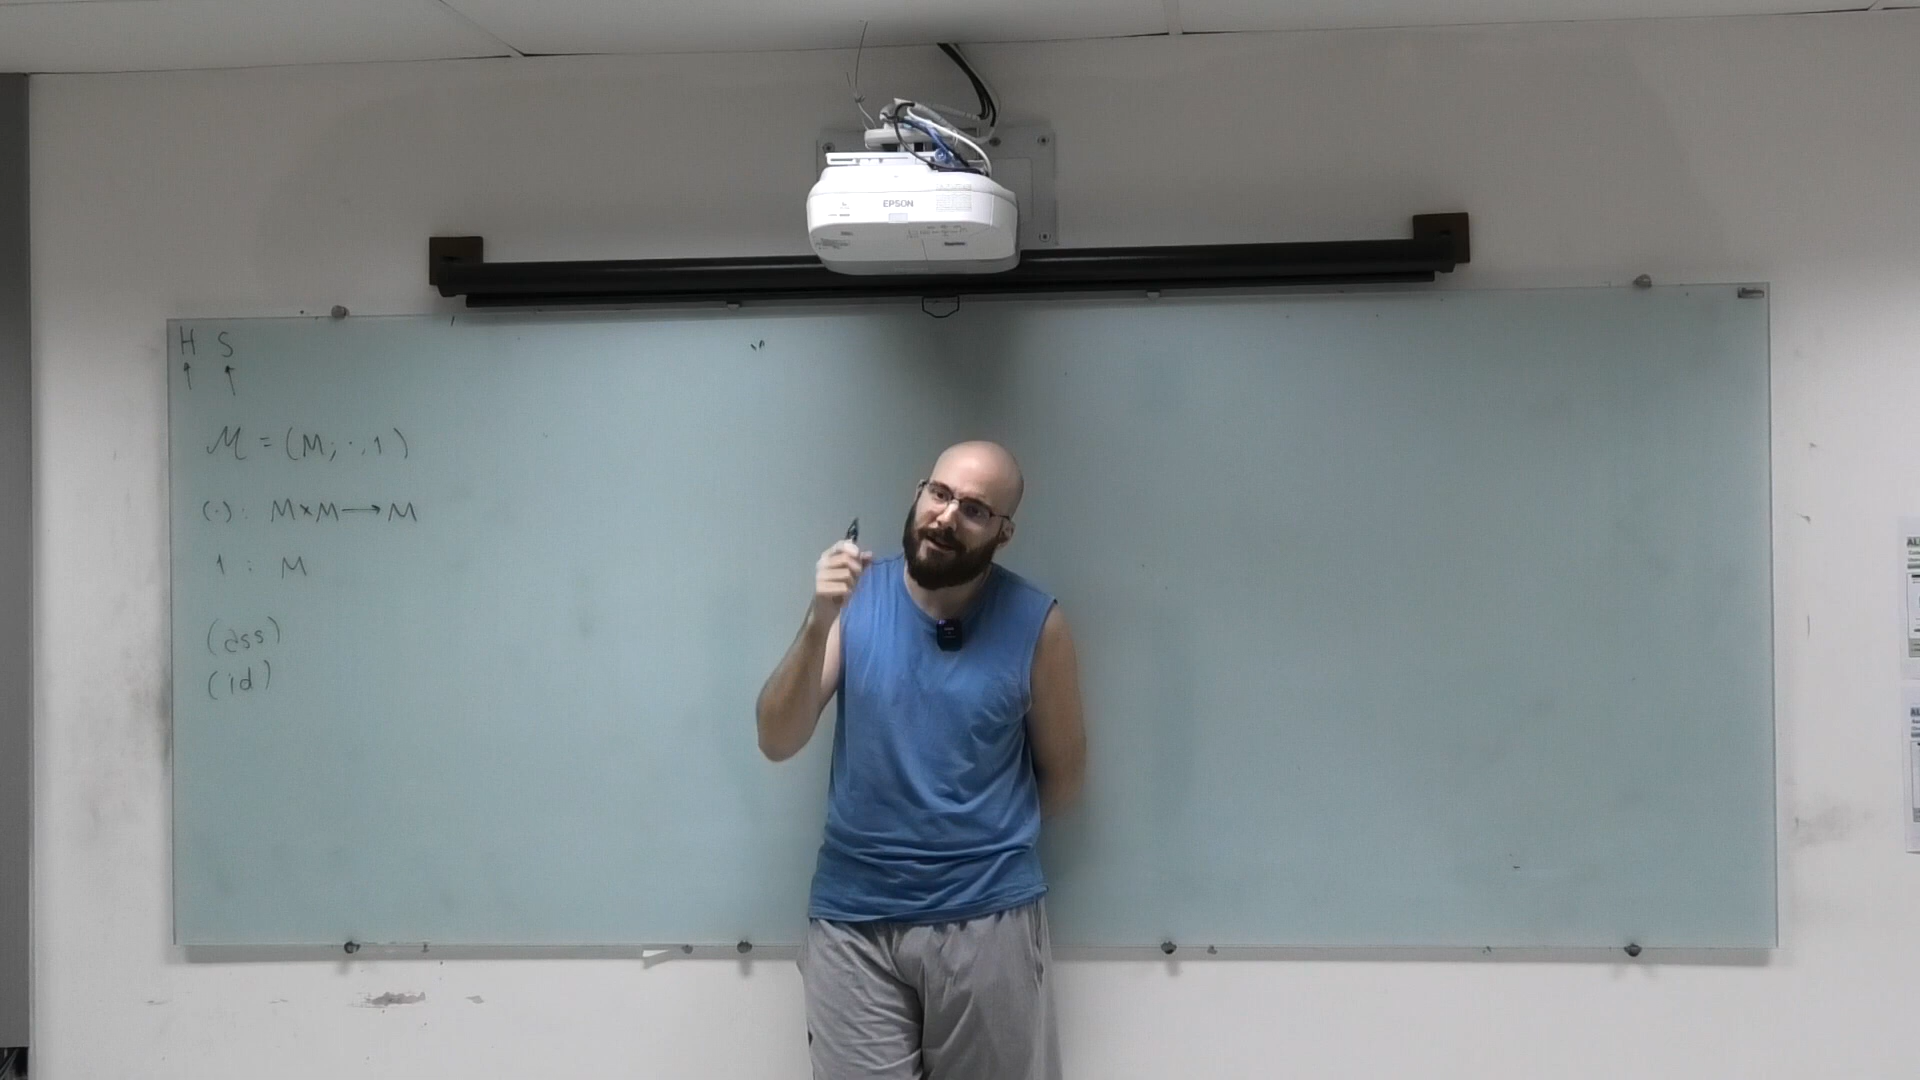 EPSON
H S
↑ ↑
M = (M; ·, 1)
(·) : M×M ⟶ M
1 : M
(ass)
(id)